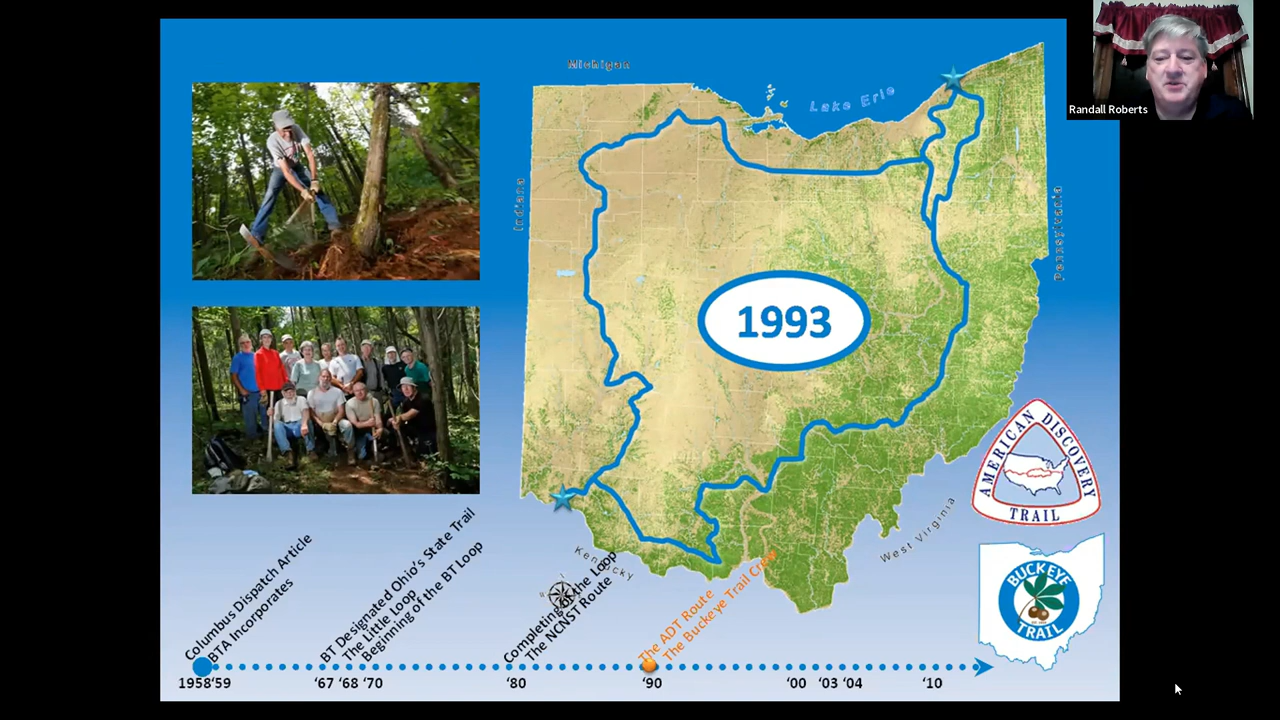 Randall Roberts
Michigan
Lake Erie
Indiana
Pennsylvania
1993
AMERICAN DISCOVERY TRAIL
BUCKEYE
TRAIL
West Virginia
Kentucky
Columbus Dispatch Article
BTA Incorporates
BT Designated Ohio's State Trail
The Little Loop
Beginning of the BT Loop
Completing of the Loop
The NCNST Route
The ADT Route
The Buckeye Trail Crew
1958 '59 '67 '68 '70 '80 '90 '00 '03 '04 '10